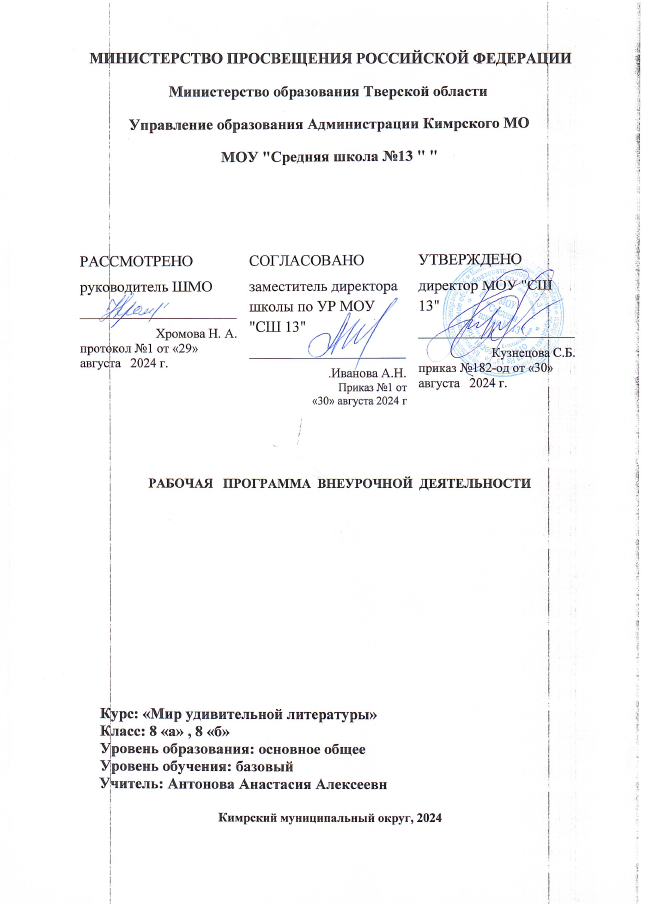 МИНИСТЕРСТВО ПРОСВЕЩЕНИЯ РОССИЙСКОЙ ФЕДЕРАЦИИ
Министерство образования Тверской области
Управление образования Администрации Кимрского МО
МОУ "Средняя школа №13 " "
РАССМОТРЕНО
руководитель ШМО
Хромова Н. А.
протокол №1 от «29»
августа 2024 г.
СОГЛАСОВАНО
заместитель директора
школы по УР МОУ
"СШ 13"
.Иванова А.Н.
Приказ №1 от
«30» августа 2024 г
УТВЕРЖДЕНО
директор МОУ "СШ
13"
Кузнецова С.Б.
приказ №182-од от «30»
августа 2024 г.
РАБОЧАЯ ПРОГРАММА ВНЕУРОЧНОЙ ДЕЯТЕЛЬНОСТИ
Курс: «Мир удивительной литературы»
Класс: 8 «а» , 8 «б»
Уровень образования: основное общее
Уровень обучения: базовый
Учитель: Антонова Анастасия Алексеевн
Кимрский муниципальный округ, 2024